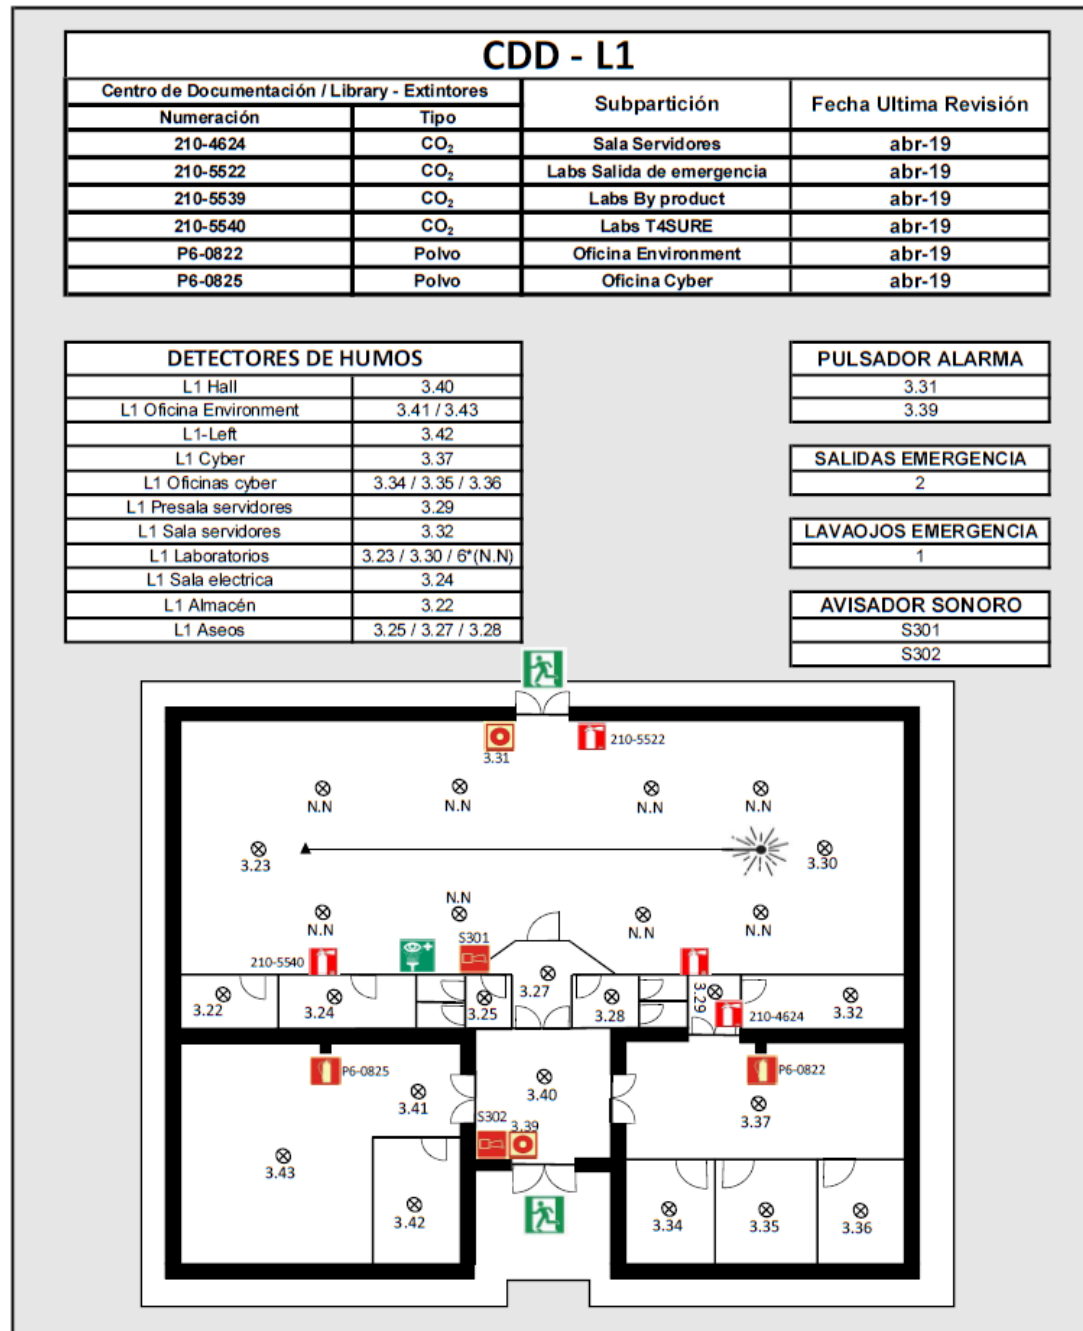 CDD - L1
Centro de Documentación / Library - Extintores
Subpartición
Fecha Ultima Revisión
Numeración Tipo
210-4624 CO₂ Sala Servidores abr-19
210-5522 CO₂ Labs Salida de emergencia abr-19
210-5539 CO₂ Labs By product abr-19
210-5540 CO₂ Labs T4SURE abr-19
P6-0822 Polvo Oficina Environment abr-19
P6-0825 Polvo Oficina Cyber abr-19
DETECTORES DE HUMOS
L1 Hall 3.40
L1 Oficina Environment 3.41 / 3.43
L1-Left 3.42
L1 Cyber 3.37
L1 Oficinas cyber 3.34 / 3.35 / 3.36
L1 Presala servidores 3.29
L1 Sala servidores 3.32
L1 Laboratorios 3.23 / 3.30 / 6*(N.N)
L1 Sala electrica 3.24
L1 Almacén 3.22
L1 Aseos 3.25 / 3.27 / 3.28
PULSADOR ALARMA
3.31
3.39
SALIDAS EMERGENCIA
2
LAVAOJOS EMERGENCIA
1
AVISADOR SONORO
S301
S302
3.31
210-5522
N.N N.N N.N N.N
3.23
3.30
N.N
N.N N.N N.N
S301
210-5540
3.22
3.24
3.25
3.27
3.28
3.29
210-4624
3.32
P6-0825
P6-0822
3.41
3.40
3.37
S302
3.39
3.43
3.42
3.34
3.35
3.36